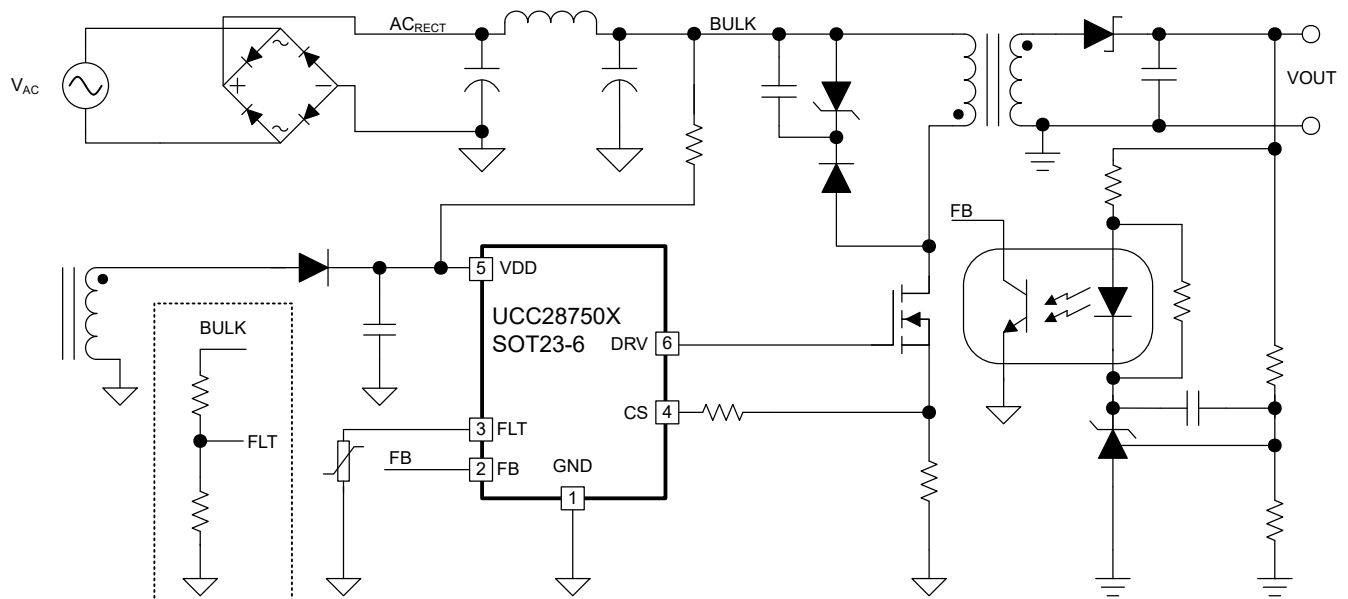 AC_RECT
BULK
V_AC
+
−
VOUT
FB
5
VDD
UCC28750X
SOT23-6
BULK
DRV
6
FLT
CS
4
3
FLT
FB
2
FB
GND
1